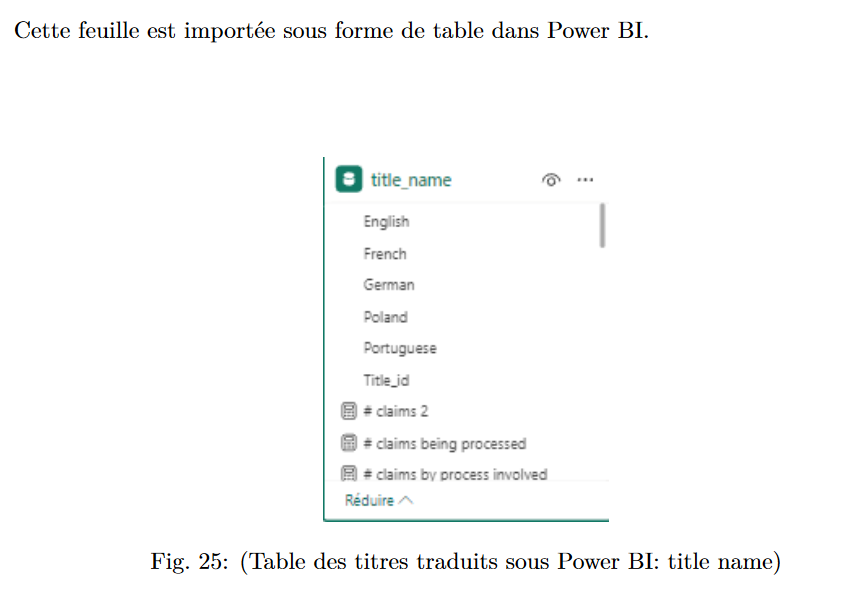 Cette feuille est importée sous forme de table dans Power BI.
title_name
English
French
German
Poland
Portuguese
Title_id
# claims 2
# claims being processed
# claims by process involved
Réduire
Fig. 25: (Table des titres traduits sous Power BI: title name)